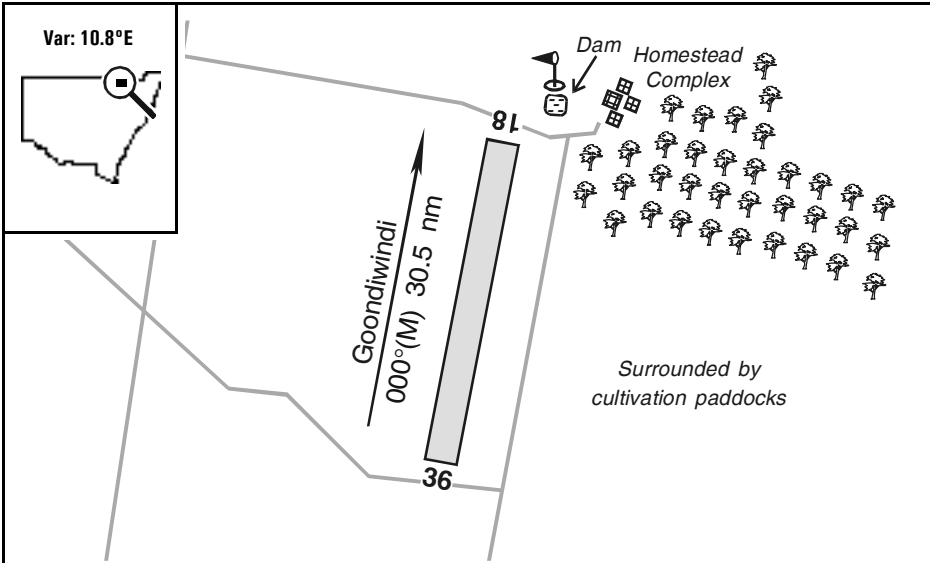 Var: 10.8°E
Dam
Homestead
Complex
18
Goondiwindi
000°(M) 30.5 nm
Surrounded by
cultivation paddocks
36